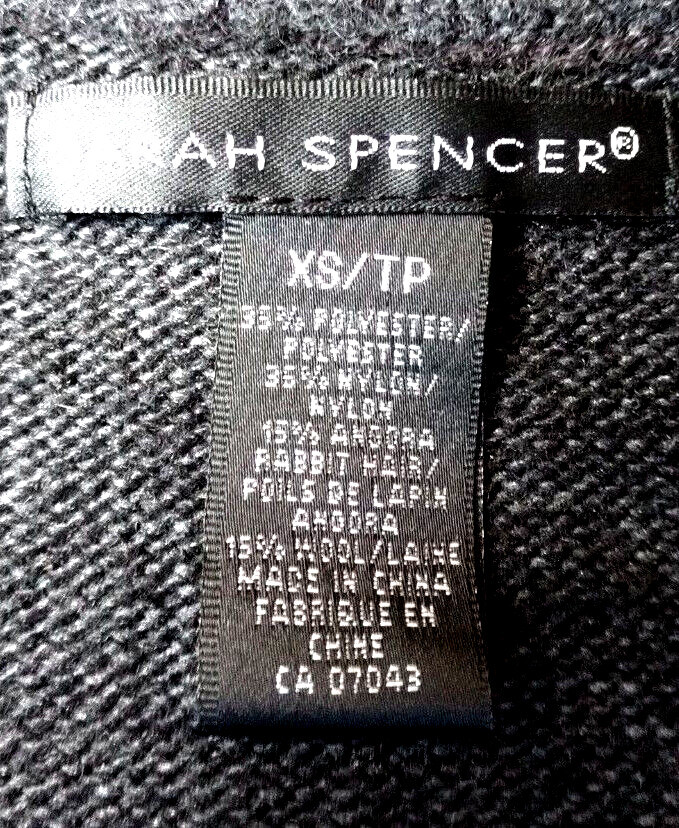 SARAH SPENCER®
XS/TP
35% POLYESTER/
POLYESTER
35% NYLON/
NYLON
15% ANGORA
RABBIT HAIR/
POILS DE LAPIN
ANGORA
15% WOOL/LAINE
MADE IN CHINA
FABRIQUE EN
CHINE
CA 07043